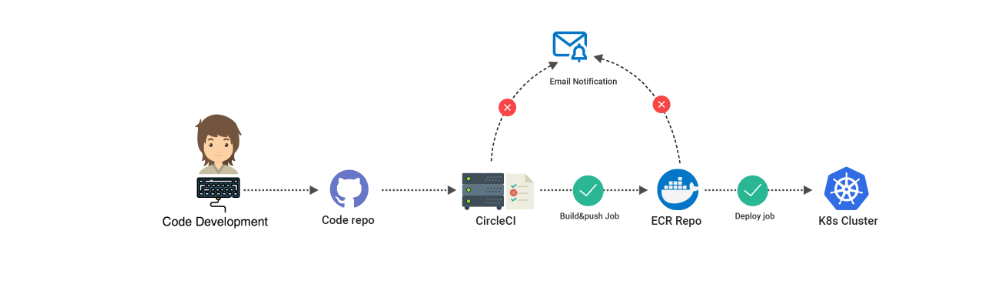 Email Notification
Code Development
Code repo
CircleCI
Build&push Job
ECR Repo
Deploy job
K8s Cluster